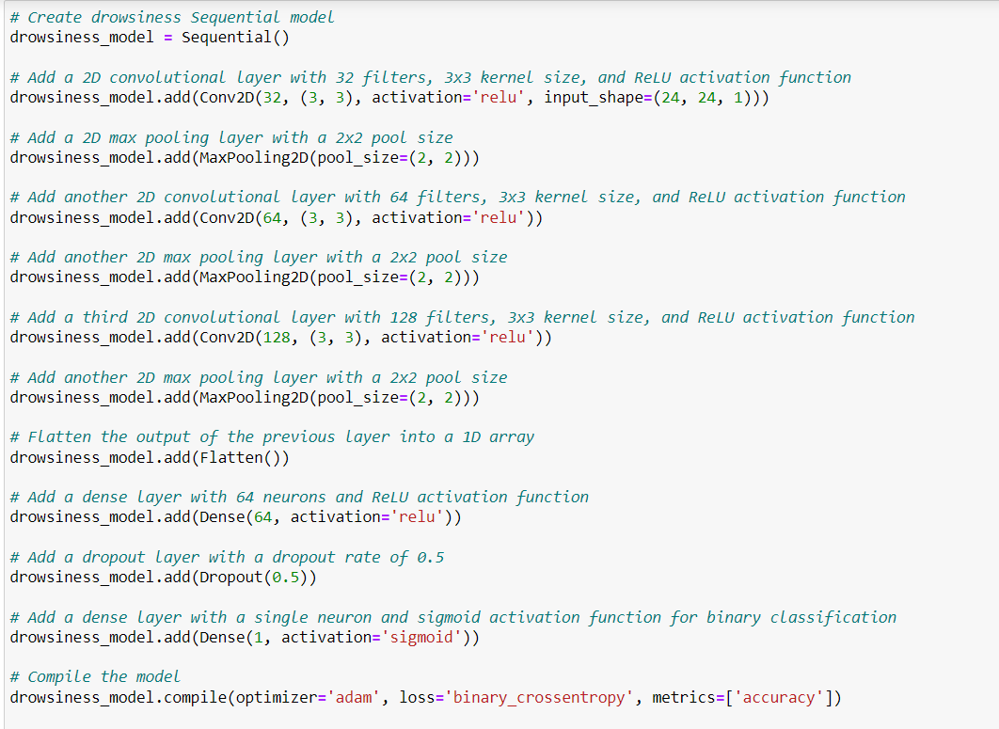 # Create drowsiness Sequential model
drowsiness_model = Sequential()
# Add a 2D convolutional layer with 32 filters, 3x3 kernel size, and ReLU activation function
drowsiness_model.add(Conv2D(32, (3, 3), activation='relu', input_shape=(24, 24, 1)))
# Add a 2D max pooling layer with a 2x2 pool size
drowsiness_model.add(MaxPooling2D(pool_size=(2, 2)))
# Add another 2D convolutional layer with 64 filters, 3x3 kernel size, and ReLU activation function
drowsiness_model.add(Conv2D(64, (3, 3), activation='relu'))
# Add another 2D max pooling layer with a 2x2 pool size
drowsiness_model.add(MaxPooling2D(pool_size=(2, 2)))
# Add a third 2D convolutional layer with 128 filters, 3x3 kernel size, and ReLU activation function
drowsiness_model.add(Conv2D(128, (3, 3), activation='relu'))
# Add another 2D max pooling layer with a 2x2 pool size
drowsiness_model.add(MaxPooling2D(pool_size=(2, 2)))
# Flatten the output of the previous layer into a 1D array
drowsiness_model.add(Flatten())
# Add a dense layer with 64 neurons and ReLU activation function
drowsiness_model.add(Dense(64, activation='relu'))
# Add a dropout layer with a dropout rate of 0.5
drowsiness_model.add(Dropout(0.5))
# Add a dense layer with a single neuron and sigmoid activation function for binary classification
drowsiness_model.add(Dense(1, activation='sigmoid'))
# Compile the model
drowsiness_model.compile(optimizer='adam', loss='binary_crossentropy', metrics=['accuracy'])